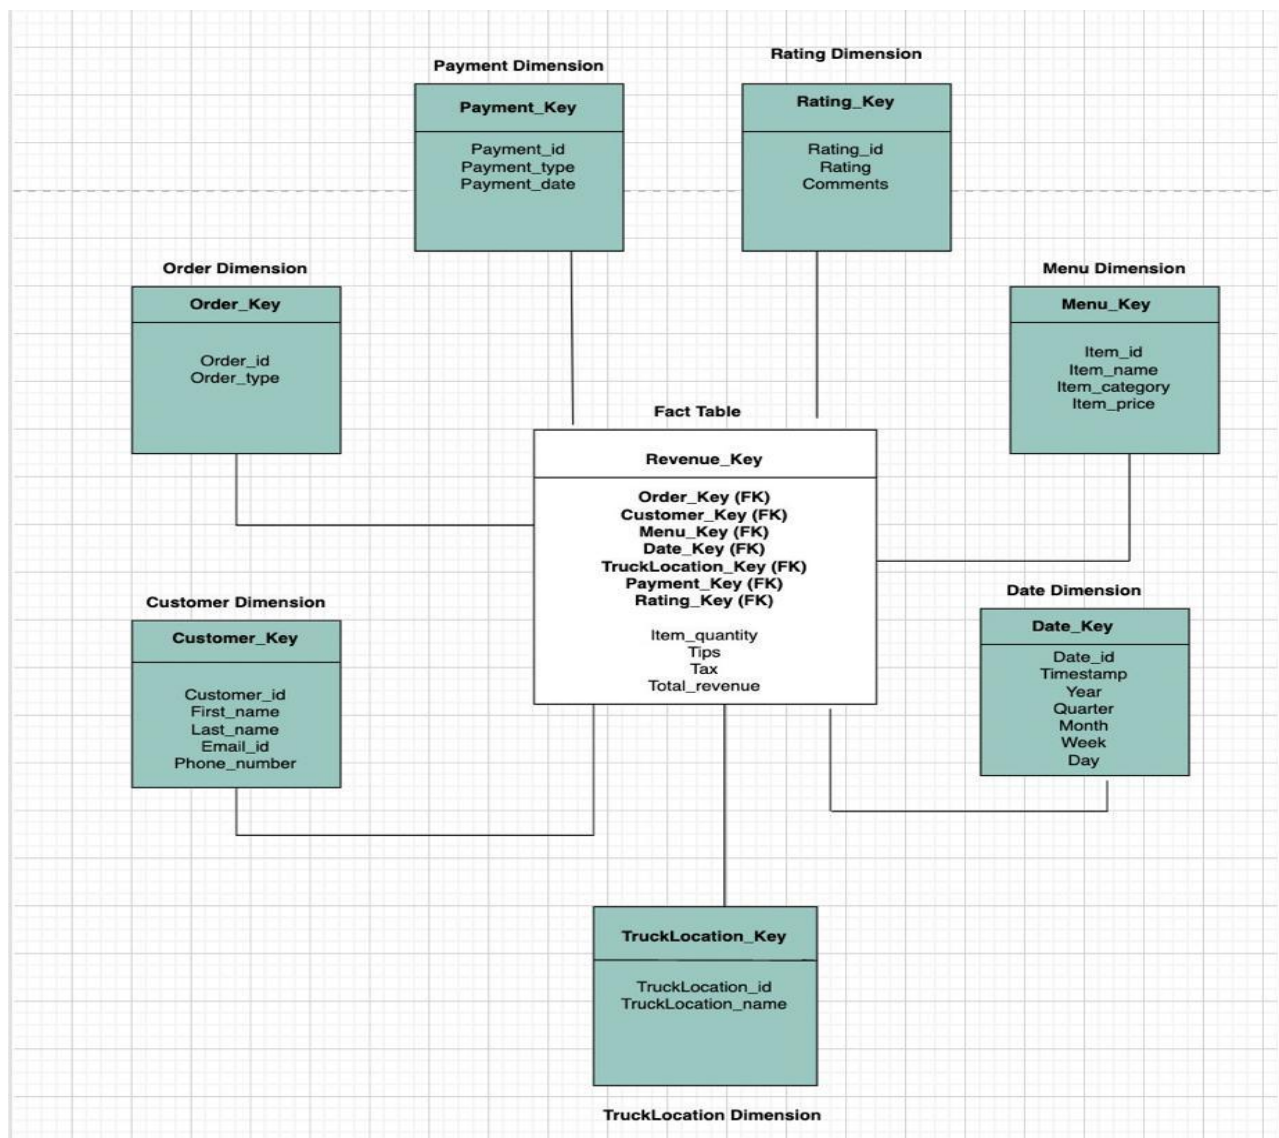 Payment Dimension
Payment_Key
Payment_id
Payment_type
Payment_date
Rating Dimension
Rating_Key
Rating_id
Rating
Comments
Order Dimension
Order_Key
Order_id
Order_type
Menu Dimension
Menu_Key
Item_id
Item_name
Item_category
Item_price
Fact Table
Revenue_Key
Order_Key (FK)
Customer_Key (FK)
Menu_Key (FK)
Date_Key (FK)
TruckLocation_Key (FK)
Payment_Key (FK)
Rating_Key (FK)
Item_quantity
Tips
Tax
Total_revenue
Customer Dimension
Customer_Key
Customer_id
First_name
Last_name
Email_id
Phone_number
Date Dimension
Date_Key
Date_id
Timestamp
Year
Quarter
Month
Week
Day
TruckLocation_Key
TruckLocation_id
TruckLocation_name
TruckLocation Dimension